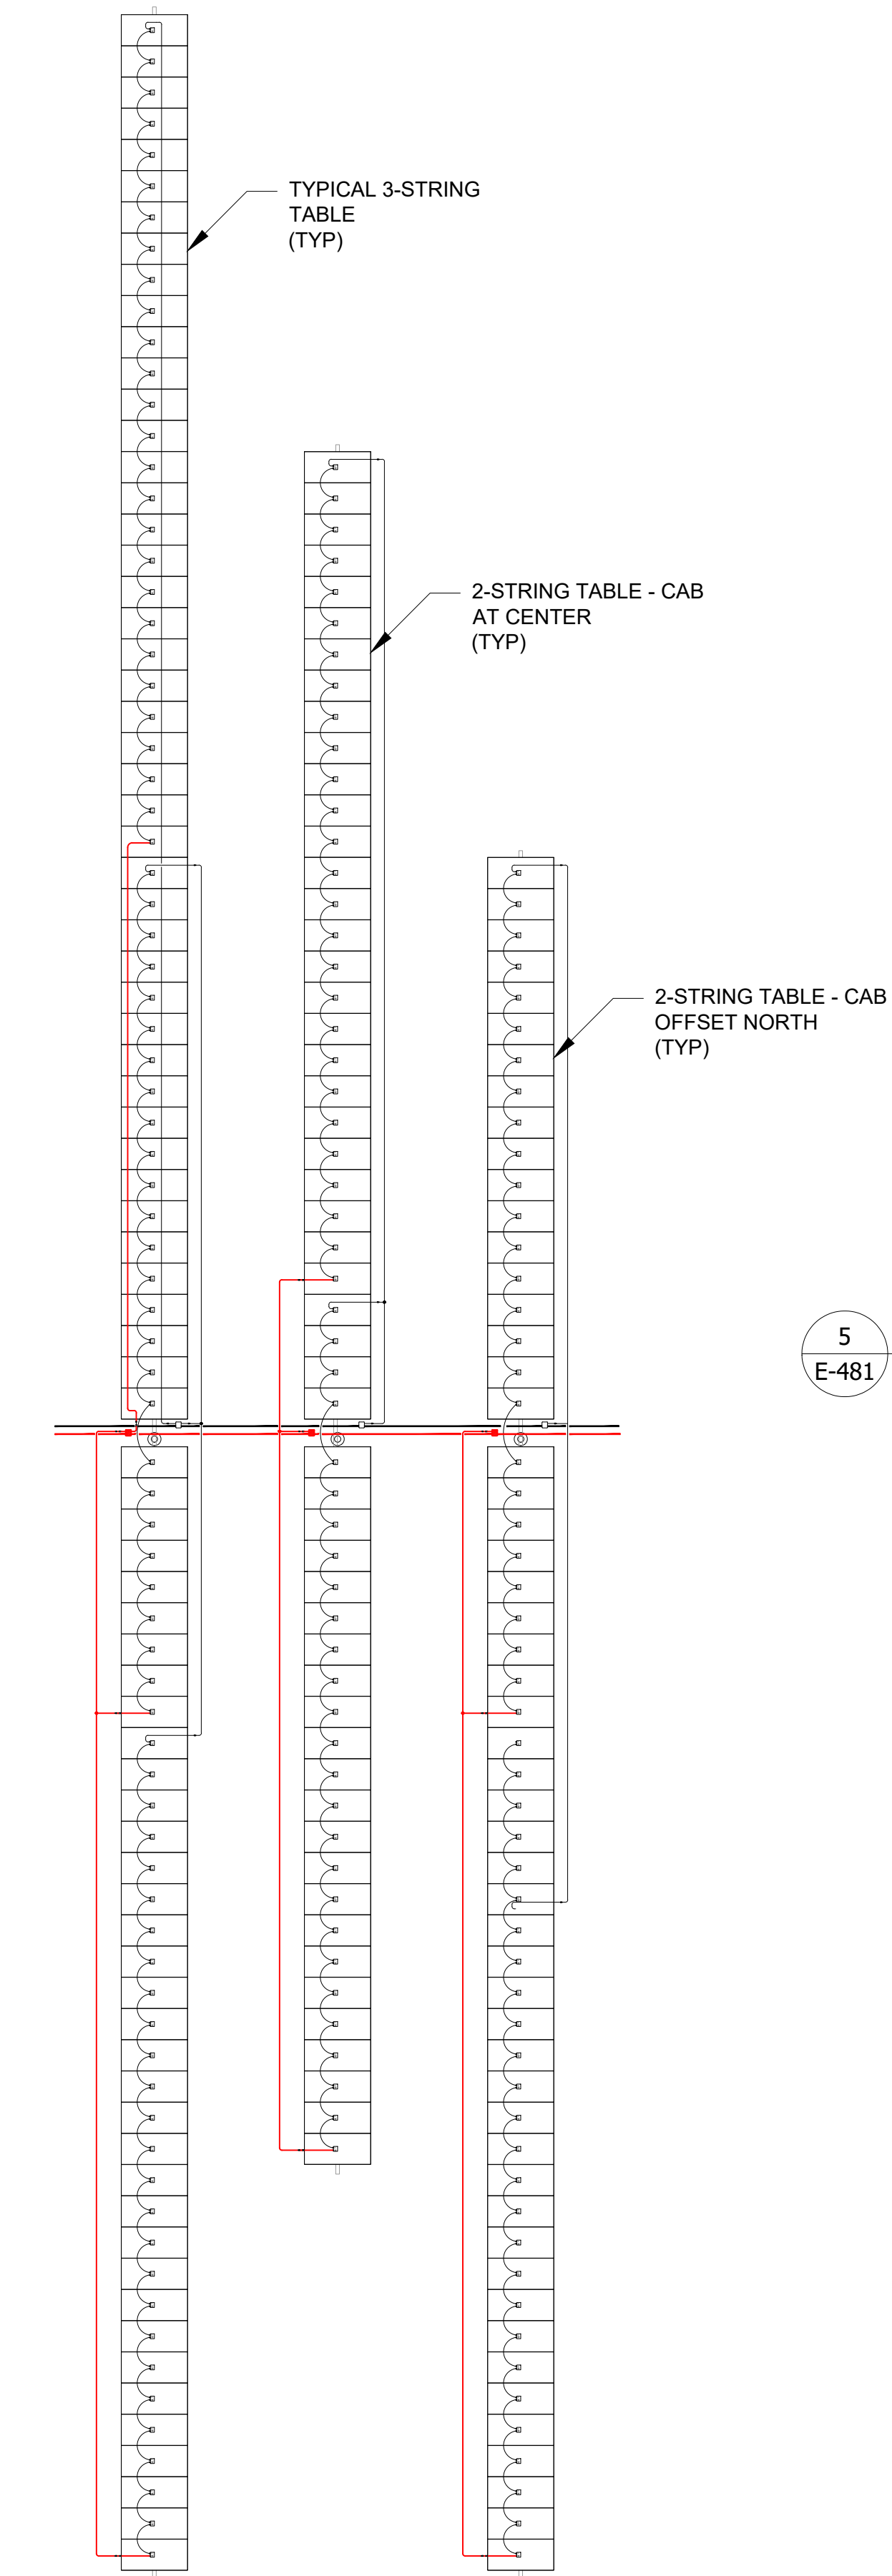 TYPICAL 3-STRING
TABLE
(TYP)
2-STRING TABLE - CAB
AT CENTER
(TYP)
2-STRING TABLE - CAB
OFFSET NORTH
(TYP)
5
E-481